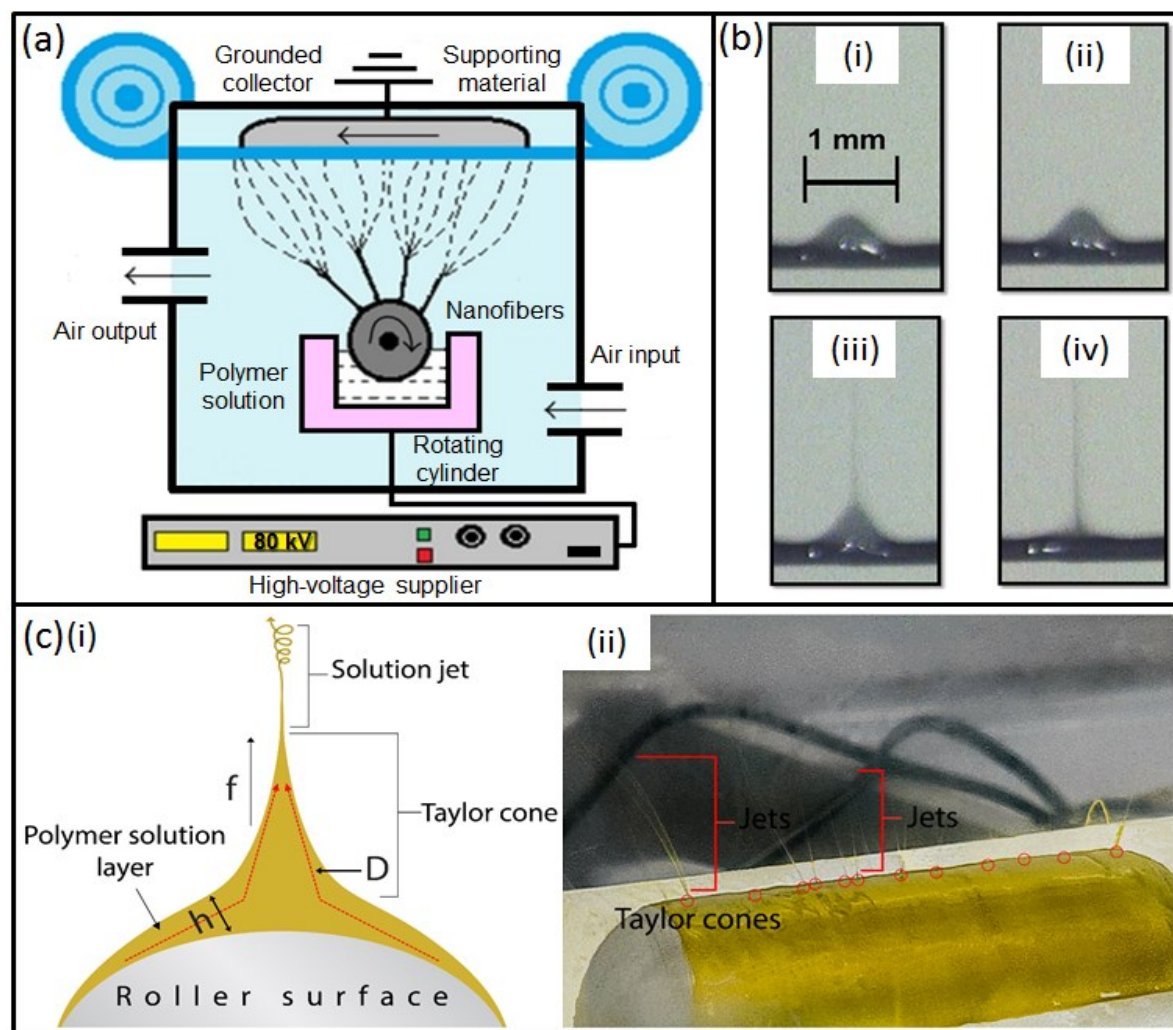 (a)
Grounded
collector
Supporting
material
Air output
Nanofibers
Polymer
solution
Air input
Rotating
cylinder
80 kV
High-voltage supplier
(b)
(i)
(ii)
1 mm
(iii)
(iv)
(c) (i)
Solution jet
f
Taylor cone
Polymer solution
layer
D
h
Roller surface
(ii)
Jets
Jets
Taylor cones